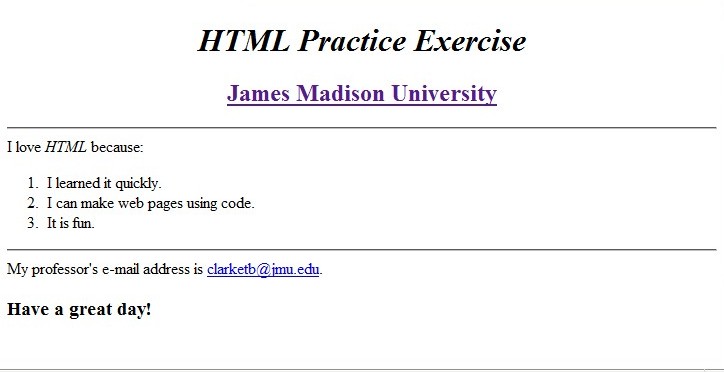 HTML Practice Exercise
James Madison University
I love HTML because:
1. I learned it quickly.
2. I can make web pages using code.
3. It is fun.
My professor's e-mail address is clarketb@jmu.edu.
Have a great day!